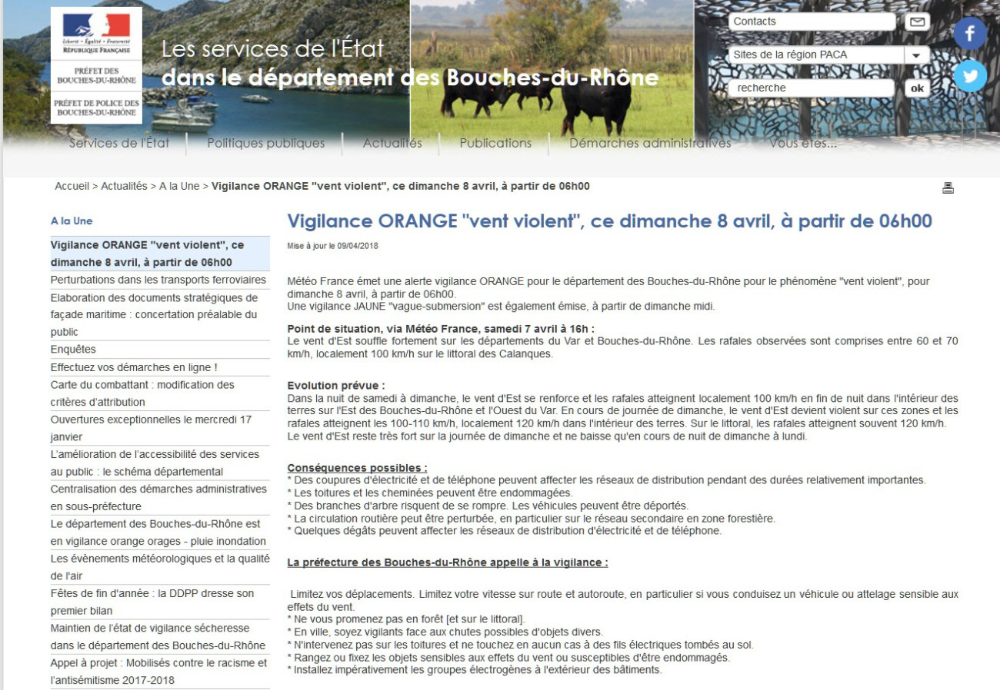 Liberté • Égalité • Fraternité
RÉPUBLIQUE FRANÇAISE
PRÉFET DES
BOUCHES-DU-RHÔNE
PRÉFET DE POLICE DES
BOUCHES-DU-RHÔNE
Les services de l'État
dans le département des Bouches-du-Rhône
Contacts
Sites de la région PACA
recherche
ok
Services de l'État
Politiques publiques
Actualités
Publications
Démarches administratives
Vous êtes...
Accueil > Actualités > A la Une > Vigilance ORANGE "vent violent", ce dimanche 8 avril, à partir de 06h00
A la Une
Vigilance ORANGE "vent violent", ce
dimanche 8 avril, à partir de 06h00
Perturbations dans les transports ferroviaires
Elaboration des documents stratégiques de
façade maritime : concertation préalable du
public
Enquêtes
Effectuez vos démarches en ligne !
Carte du combattant : modification des
critères d'attribution
Ouvertures exceptionnelles le mercredi 17
janvier
L'amélioration de l'accessibilité des services
au public : le schéma départemental
Centralisation des démarches administratives
en sous-préfecture
Le département des Bouches-du-Rhône est
en vigilance orange orages - pluie inondation
Les évènements météorologiques et la qualité
de l'air
Fêtes de fin d'année : la DDPP dresse son
premier bilan
Maintien de l'état de vigilance sécheresse
dans le département des Bouches-du-Rhône
Appel à projet : Mobilisés contre le racisme et
l'antisémitisme 2017-2018
Vigilance ORANGE "vent violent", ce dimanche 8 avril, à partir de 06h00
Mise à jour le 09/04/2018
Météo France émet une alerte vigilance ORANGE pour le département des Bouches-du-Rhône pour le phénomène "vent violent", pour
dimanche 8 avril, à partir de 06h00.
Une vigilance JAUNE "vague-submersion" est également émise, à partir de dimanche midi.
Point de situation, via Météo France, samedi 7 avril à 16h :
Le vent d'Est souffle fortement sur les départements du Var et Bouches-du-Rhône. Les rafales observées sont comprises entre 60 et 70
km/h, localement 100 km/h sur le littoral des Calanques.
Evolution prévue :
Dans la nuit de samedi à dimanche, le vent d'Est se renforce et les rafales atteignent localement 100 km/h en fin de nuit dans l'intérieur des
terres sur l'Est des Bouches-du-Rhône et l'Ouest du Var. En cours de journée de dimanche, le vent d'Est devient violent sur ces zones et les
rafales atteignent les 100-110 km/h, localement 120 km/h dans l'intérieur des terres. Sur le littoral, les rafales atteignent souvent 120 km/h.
Le vent d'Est reste très fort sur la journée de dimanche et ne baisse qu'en cours de nuit de dimanche à lundi.
Conséquences possibles :
* Des coupures d'électricité et de téléphone peuvent affecter les réseaux de distribution pendant des durées relativement importantes.
* Les toitures et les cheminées peuvent être endommagées.
* Des branches d'arbre risquent de se rompre. Les véhicules peuvent être déportés.
* La circulation routière peut être perturbée, en particulier sur le réseau secondaire en zone forestière.
* Quelques dégâts peuvent affecter les réseaux de distribution d'électricité et de téléphone.
La préfecture des Bouches-du-Rhône appelle à la vigilance :
Limitez vos déplacements. Limitez votre vitesse sur route et autoroute, en particulier si vous conduisez un véhicule ou attelage sensible aux
effets du vent.
* Ne vous promenez pas en forêt [et sur le littoral].
* En ville, soyez vigilants face aux chutes possibles d'objets divers.
* N'intervenez pas sur les toitures et ne touchez en aucun cas à des fils électriques tombés au sol.
* Rangez ou fixez les objets sensibles aux effets du vent ou susceptibles d'être endommagés.
* Installez impérativement les groupes électrogènes à l'extérieur des bâtiments.